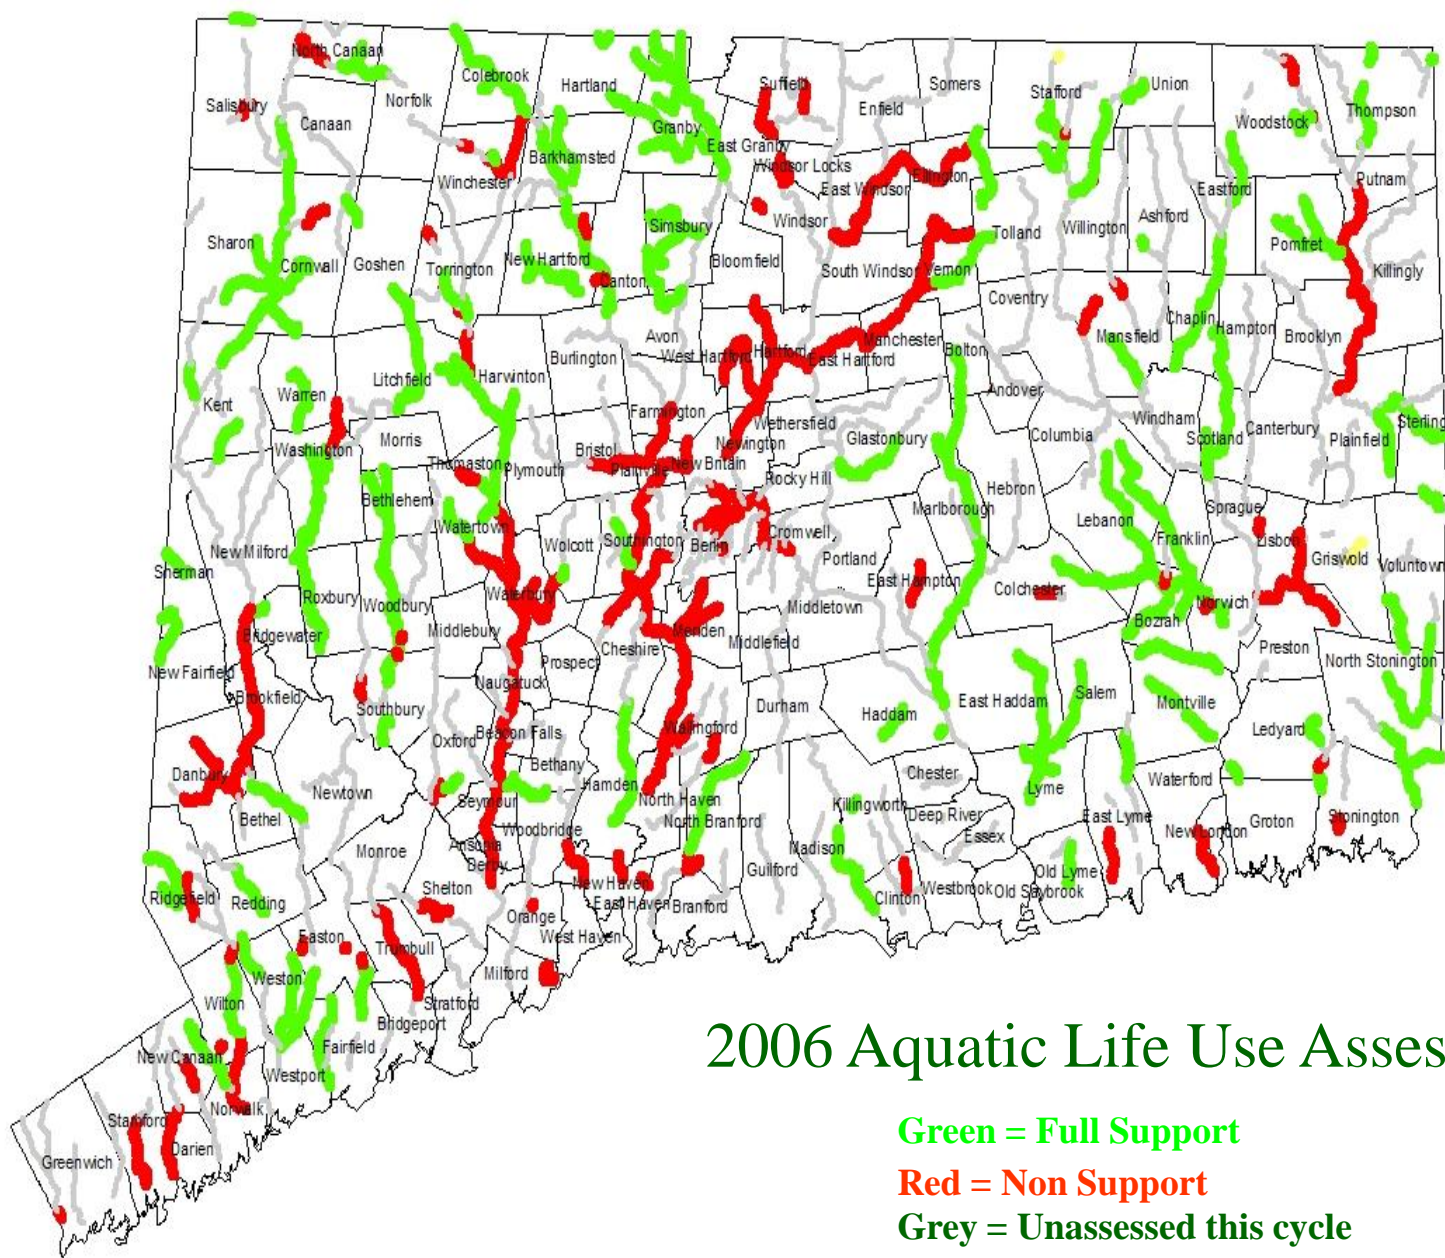 North Canaan
Colebrook
Hartland
Suffield
Enfield
Somers
Stafford
Union
Woodstock
Thompson
Salisbury
Canaan
Norfolk
Granby
East Granby
Winchester
Barkhamsted
Windsor Locks
East Windsor
Ellington
Windsor
Tolland
Willington
Ashford
Eastford
Putnam
Pomfret
Killingly
Sharon
Cornwall
Goshen
Torrington
New Hartford
Canton
Simsbury
Bloomfield
South Windsor
Vernon
Coventry
Mansfield
Chaplin
Hampton
Brooklyn
Kent
Warren
Litchfield
Harwinton
Burlington
Avon
West Hartford
Hartford
East Hartford
Manchester
Bolton
Andover
Columbia
Windham
Scotland
Canterbury
Plainfield
Sterling
Washington
Morris
Thomaston
Plymouth
Bristol
Farmington
Plainville
New Britain
Newington
Wethersfield
Rocky Hill
Glastonbury
Marlborough
Hebron
Lebanon
Franklin
Sprague
Lisbon
Griswold
Voluntown
Bethlehem
Watertown
Wolcott
Southington
Berlin
Cromwell
Portland
East Hampton
Colchester
Bozrah
Norwich
Preston
North Stonington
New Milford
Sherman
Roxbury
Woodbury
Middlebury
Waterbury
Cheshire
Meriden
Middlefield
Middletown
Bridgewater
New Fairfield
Brookfield
Southbury
Naugatuck
Prospect
Oxford
Beacon Falls
Bethany
Hamden
Wallingford
Durham
Haddam
East Haddam
Salem
Montville
Ledyard
Danbury
Bethel
Newtown
Seymour
Woodbridge
North Haven
North Branford
Killingworth
Chester
Deep River
Essex
Lyme
Waterford
East Lyme
New London
Groton
Stonington
Monroe
Ansonia
Derby
Shelton
New Haven
East Haven
Branford
Guilford
Madison
Clinton
Westbrook
Old Saybrook
Old Lyme
Ridgefield
Redding
Easton
Trumbull
Orange
West Haven
Milford
Stratford
Bridgeport
Weston
Wilton
Fairfield
Westport
New Canaan
Norwalk
Stamford
Darien
Greenwich
2006 Aquatic Life Use Asses
Green = Full Support
Red = Non Support
Grey = Unassessed this cycle